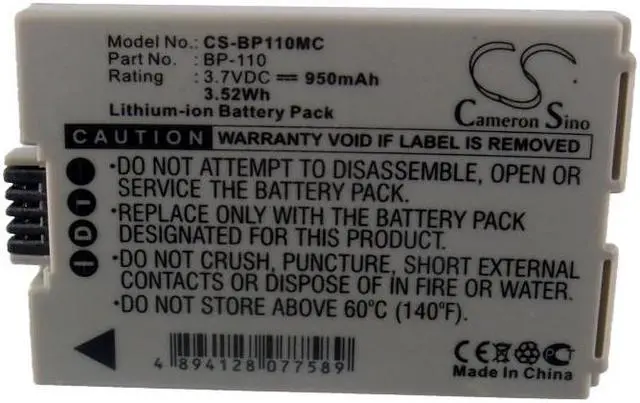 Model No.: CS-BP110MC
Part No.: BP-110
Rating : 3.7VDC ⎓ 950mAh
3.52Wh
Lithium-ion Battery Pack
CS
Cameron Sino
CAUTION WARRANTY VOID IF LABEL IS REMOVED
•DO NOT ATTEMPT TO DISASSEMBLE, OPEN OR
SERVICE THE BATTERY PACK.
•REPLACE ONLY WITH THE BATTERY PACK
DESIGNATED FOR THIS PRODUCT.
•DO NOT CRUSH, PUNCTURE, SHORT EXTERNAL
CONTACTS OR DISPOSE IN FIRE OR WATER.
•DO NOT STORE ABOVE 60°C (140°F).
4 894128 077589
CE
Made In China